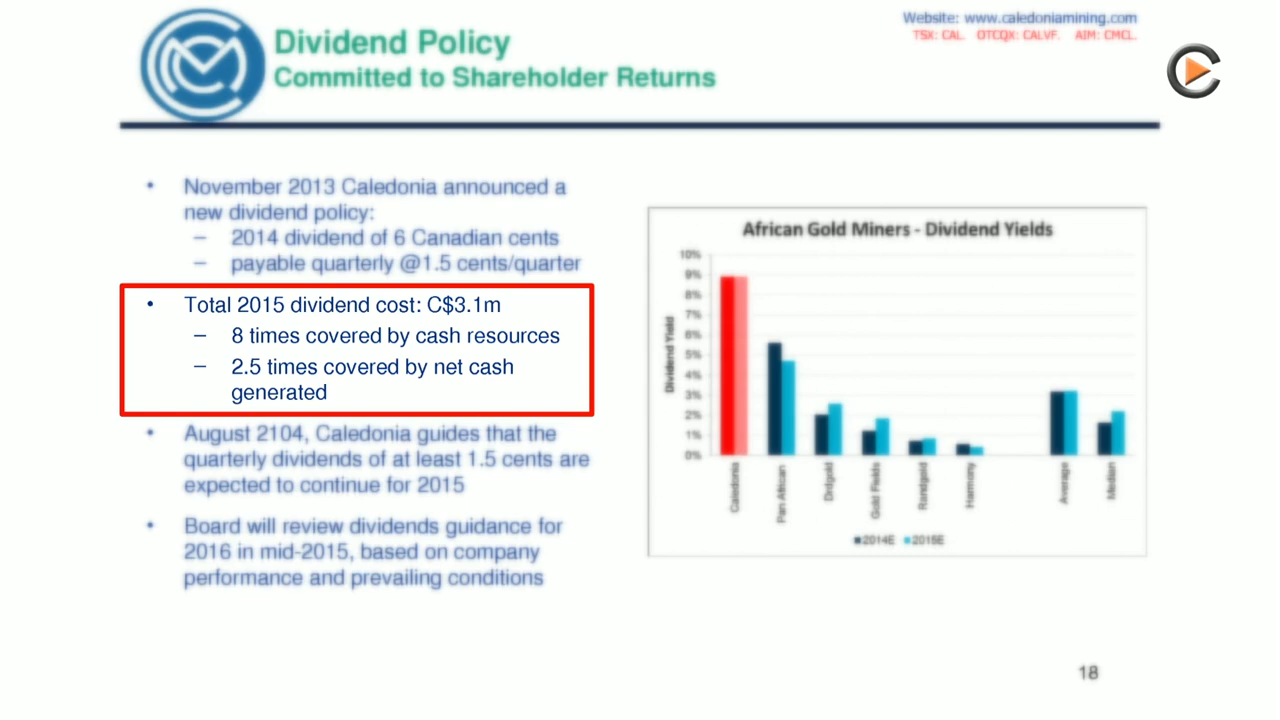 Website: www.caledoniamining.com
TSX: CAL. OTCQX: CALVF. AIM: CMCL.
Dividend Policy
Committed to Shareholder Returns
• November 2013 Caledonia announced a
new dividend policy:
– 2014 dividend of 6 Canadian cents
– payable quarterly @1.5 cents/quarter
• Total 2015 dividend cost: C$3.1m
– 8 times covered by cash resources
– 2.5 times covered by net cash
generated
• August 2104, Caledonia guides that the
quarterly dividends of at least 1.5 cents are
expected to continue for 2015
• Board will review dividends guidance for
2016 in mid-2015, based on company
performance and prevailing conditions
African Gold Miners - Dividend Yields
10%
9%
8%
7%
6%
5%
4%
3%
2%
1%
0%
Dividend Yield
Caledonia
Pan African
Drdgold
Gold Fields
Randgold
Harmony
Average
Median
2014E 2015E
18